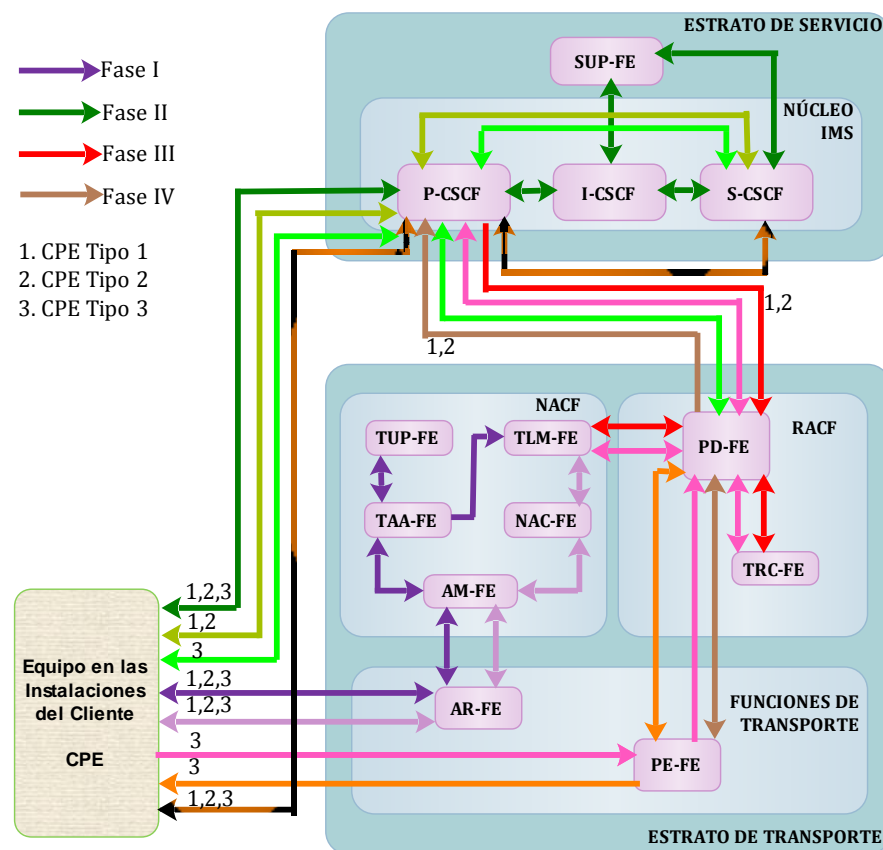 ESTRATO DE SERVICIO
SUP-FE
Fase I
Fase II
Fase III
Fase IV
NÚCLEO
IMS
P-CSCF
I-CSCF
S-CSCF
1. CPE Tipo 1
2. CPE Tipo 2
3. CPE Tipo 3
1,2
1,2
NACF
RACF
TUP-FE
TLM-FE
PD-FE
TAA-FE
NAC-FE
TRC-FE
AM-FE
1,2,3
1,2
3
1,2,3
1,2,3
3
3
1,2,3
Equipo en las
Instalaciones
del Cliente
CPE
AR-FE
FUNCIONES DE
TRANSPORTE
PE-FE
ESTRATO DE TRANSPORTE